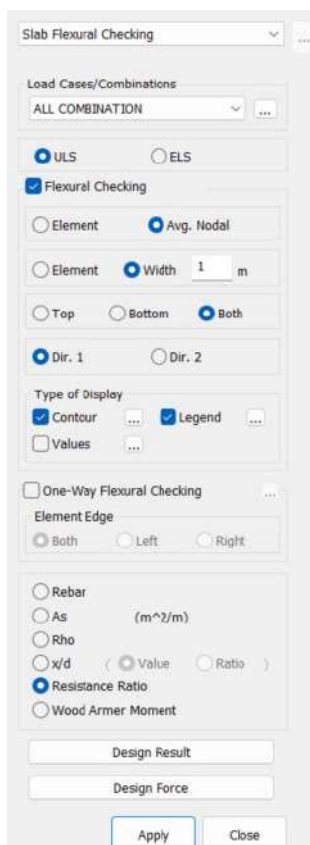 Slab Flexural Checking
...
Load Cases/Combinations
ALL COMBINATION
...
ULS ELS
Flexural Checking
Element Avg. Nodal
Element Width 1 m
Top Bottom Both
Dir. 1 Dir. 2
Type of Display
Contour ... Legend ...
Values ...
One-Way Flexural Checking ...
Element Edge
Both Left Right
Rebar
As (m^2/m)
Rho
x/d ( Value Ratio )
Resistance Ratio
Wood Armer Moment
Design Result
Design Force
Apply Close